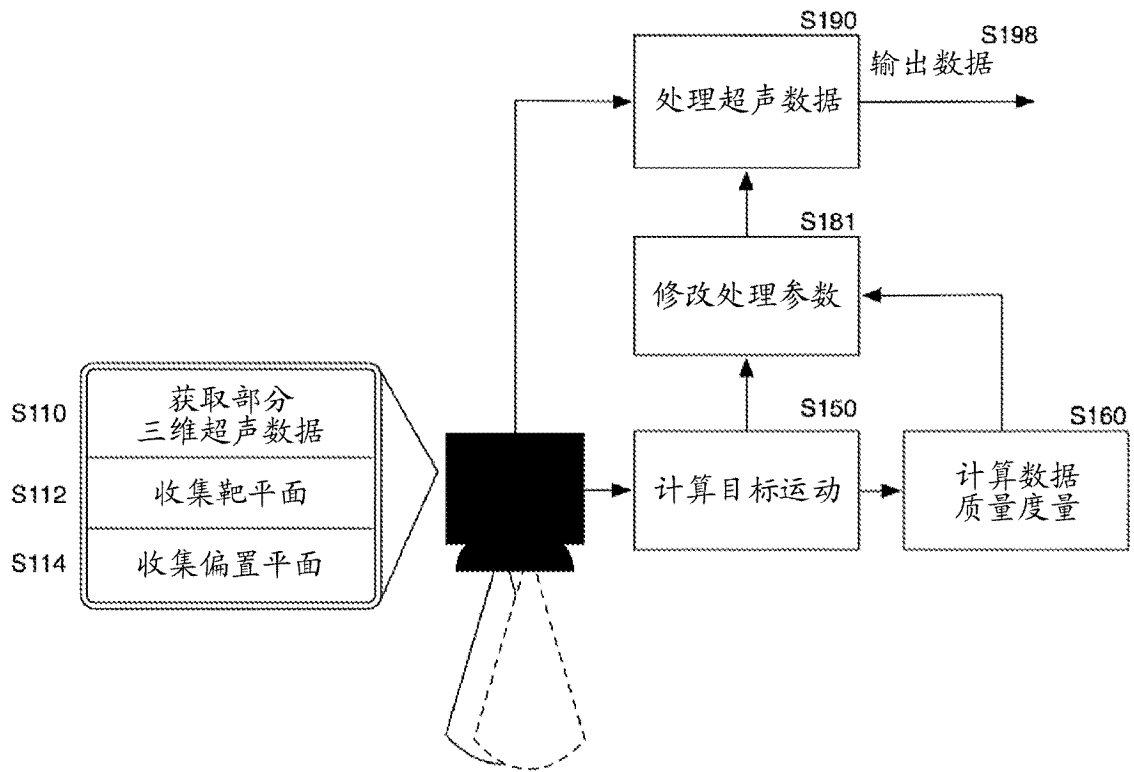 S190
S198
输出数据
处理超声数据
S181
修改处理参数
S110
获取部分
三维超声数据
S112
收集靶平面
S114
收集偏置平面
S150
计算目标运动
S160
计算数据
质量度量